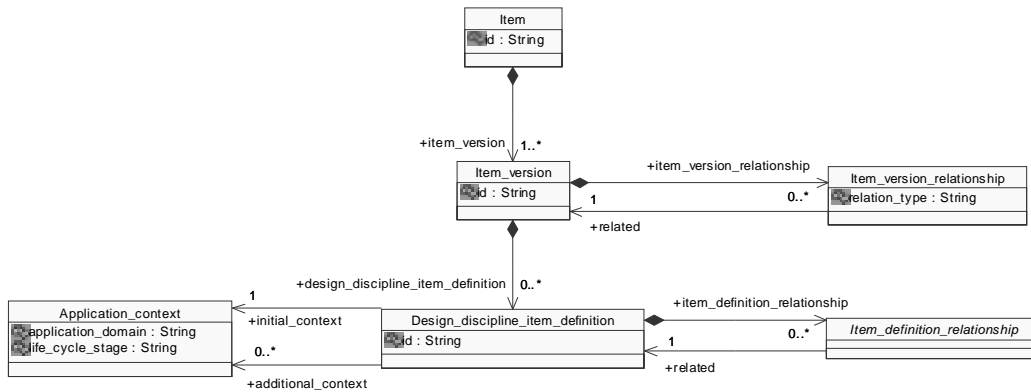 Item
id : String
+item_version
1..*
Item_version
id : String
+item_version_relationship
1
0..*
+related
Item_version_relationship
relation_type : String
+design_discipline_item_definition
0..*
Application_context
application_domain : String
life_cycle_stage : String
1
+initial_context
0..*
+additional_context
Design_discipline_item_definition
id : String
+item_definition_relationship
1
0..*
+related
Item_definition_relationship